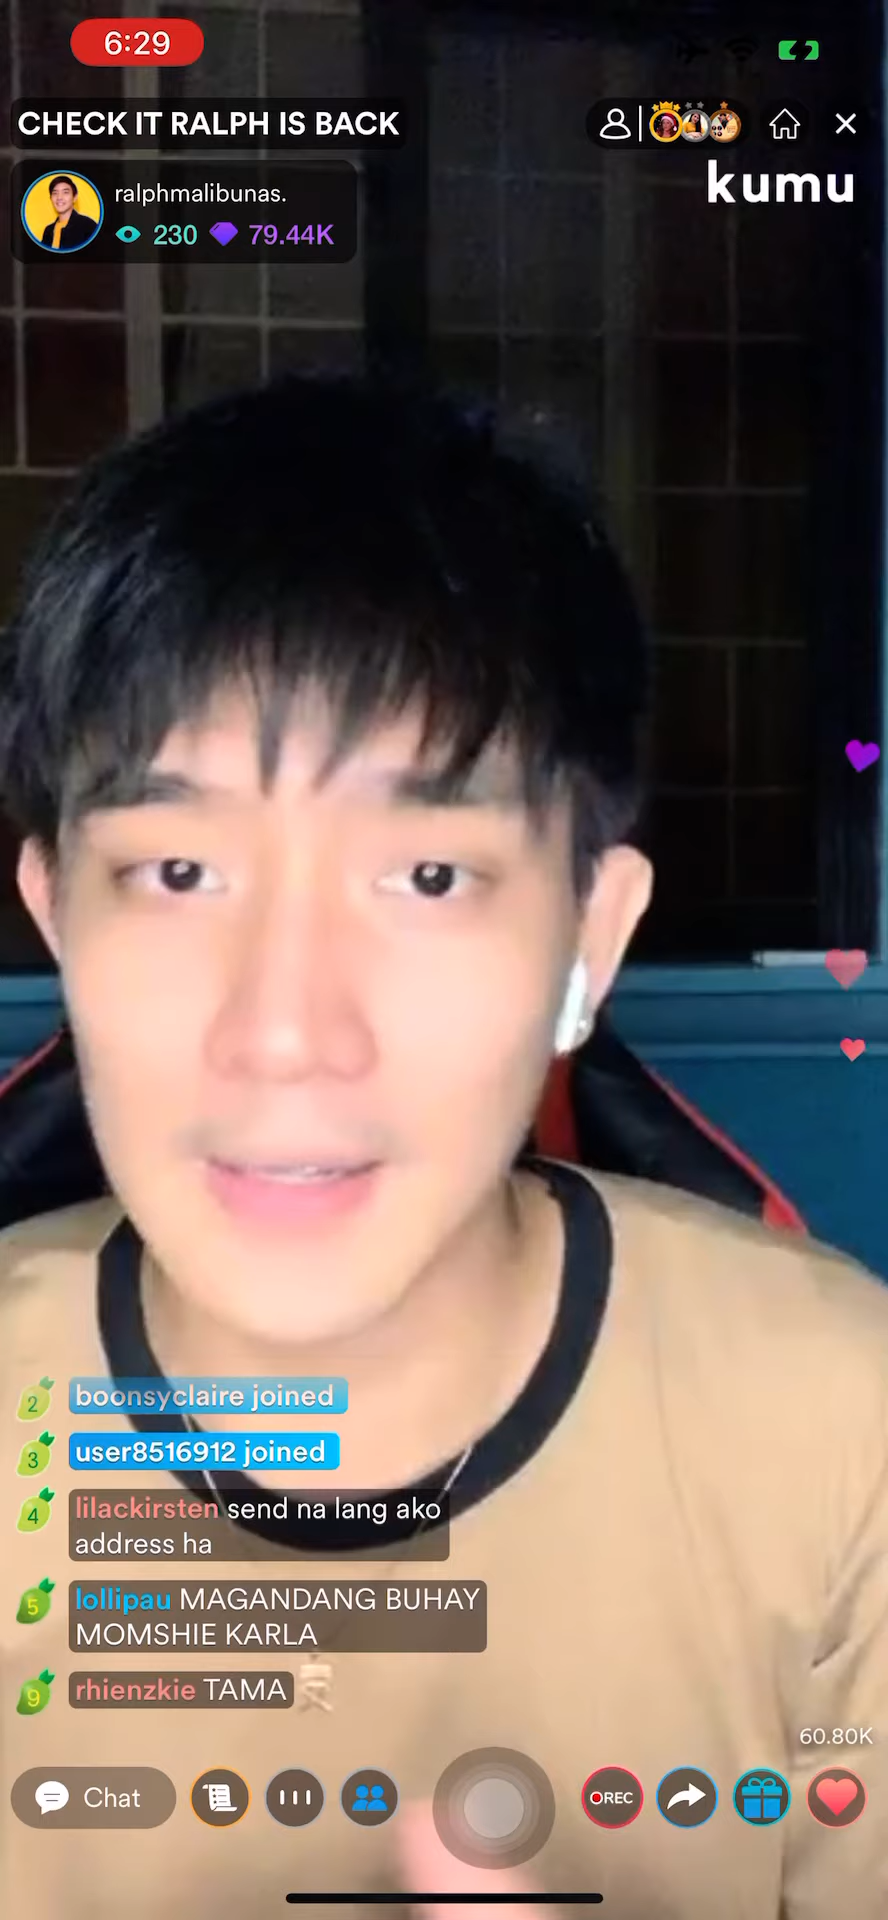 6:29
CHECK IT RALPH IS BACK
kumu
ralphmalibunas.
230 79.44K
2 boonsyclaire joined
3 user8516912 joined
4 lilackirsten send na lang ako
address ha
5 lollipau MAGANDANG BUHAY
MOMSHIE KARLA
9 rhienzkie TAMA
60.80K
Chat
REC